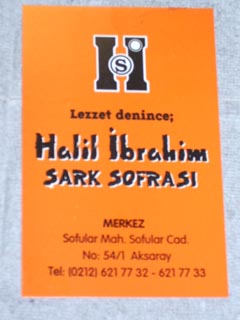 HS
Lezzet denince;
Halil İbrahim
SARK SOFRASI
MERKEZ
Sofular Mah. Sofular Cad.
No: 54/1 Aksaray
Tel: (0212) 621 77 32 - 621 77 33